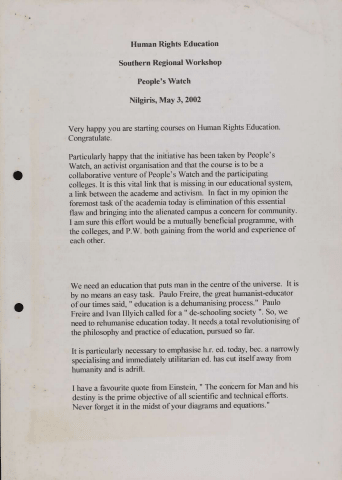 Human Rights Education
Southern Regional Workshop
People's Watch
Nilgiris, May 3, 2002
Very happy you are starting courses on Human Rights Education.
Congratulate.
Particularly happy that the initiative has been taken by People's
Watch, an activist organisation and that the course is to be a
collaborative venture of People's Watch and the participating
colleges. It is this vital link that is missing in our educational system,
a link between the academe and activism. In fact in my opinion the
foremost task of the academia today is elimination of this essential
flaw and bringing into the alienated campus a concern for community.
I am sure this effort would be a mutually beneficial programme, with
the colleges, and P.W. both gaining from the world and experience of
each other.
We need an education that puts man in the centre of the universe. It is
by no means an easy task. Paulo Freire, the great humanist-educator
of our times said, " education is a dehumanising process." Paulo
Freire and Ivan Illyich called for a " de-schooling society ". So, we
need to rehumanise education today. It needs a total revolutionising of
the philosophy and practice of education, pursued so far.
It is particularly necessary to emphasise h.r. ed. today, bec. a narrowly
specialising and immediately utilitarian ed. has cut itself away from
humanity and is adrift.
I have a favourite quote from Einstein, " The concern for Man and his
destiny is the prime objective of all scientific and technical efforts.
Never forget it in the midst of your diagrams and equations."